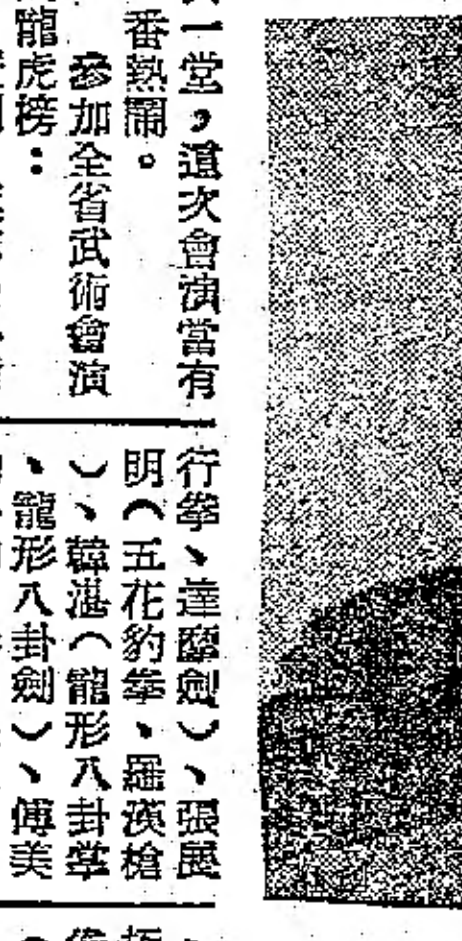 一堂，這次會演當有
番熱鬧。
參加全省武術會演
龍虎榜：
行拳、達摩劍）、張展
明（五花豹拳、羅漢槍
）、韓湛（龍形八卦掌
、龍形八卦劍）、傅美